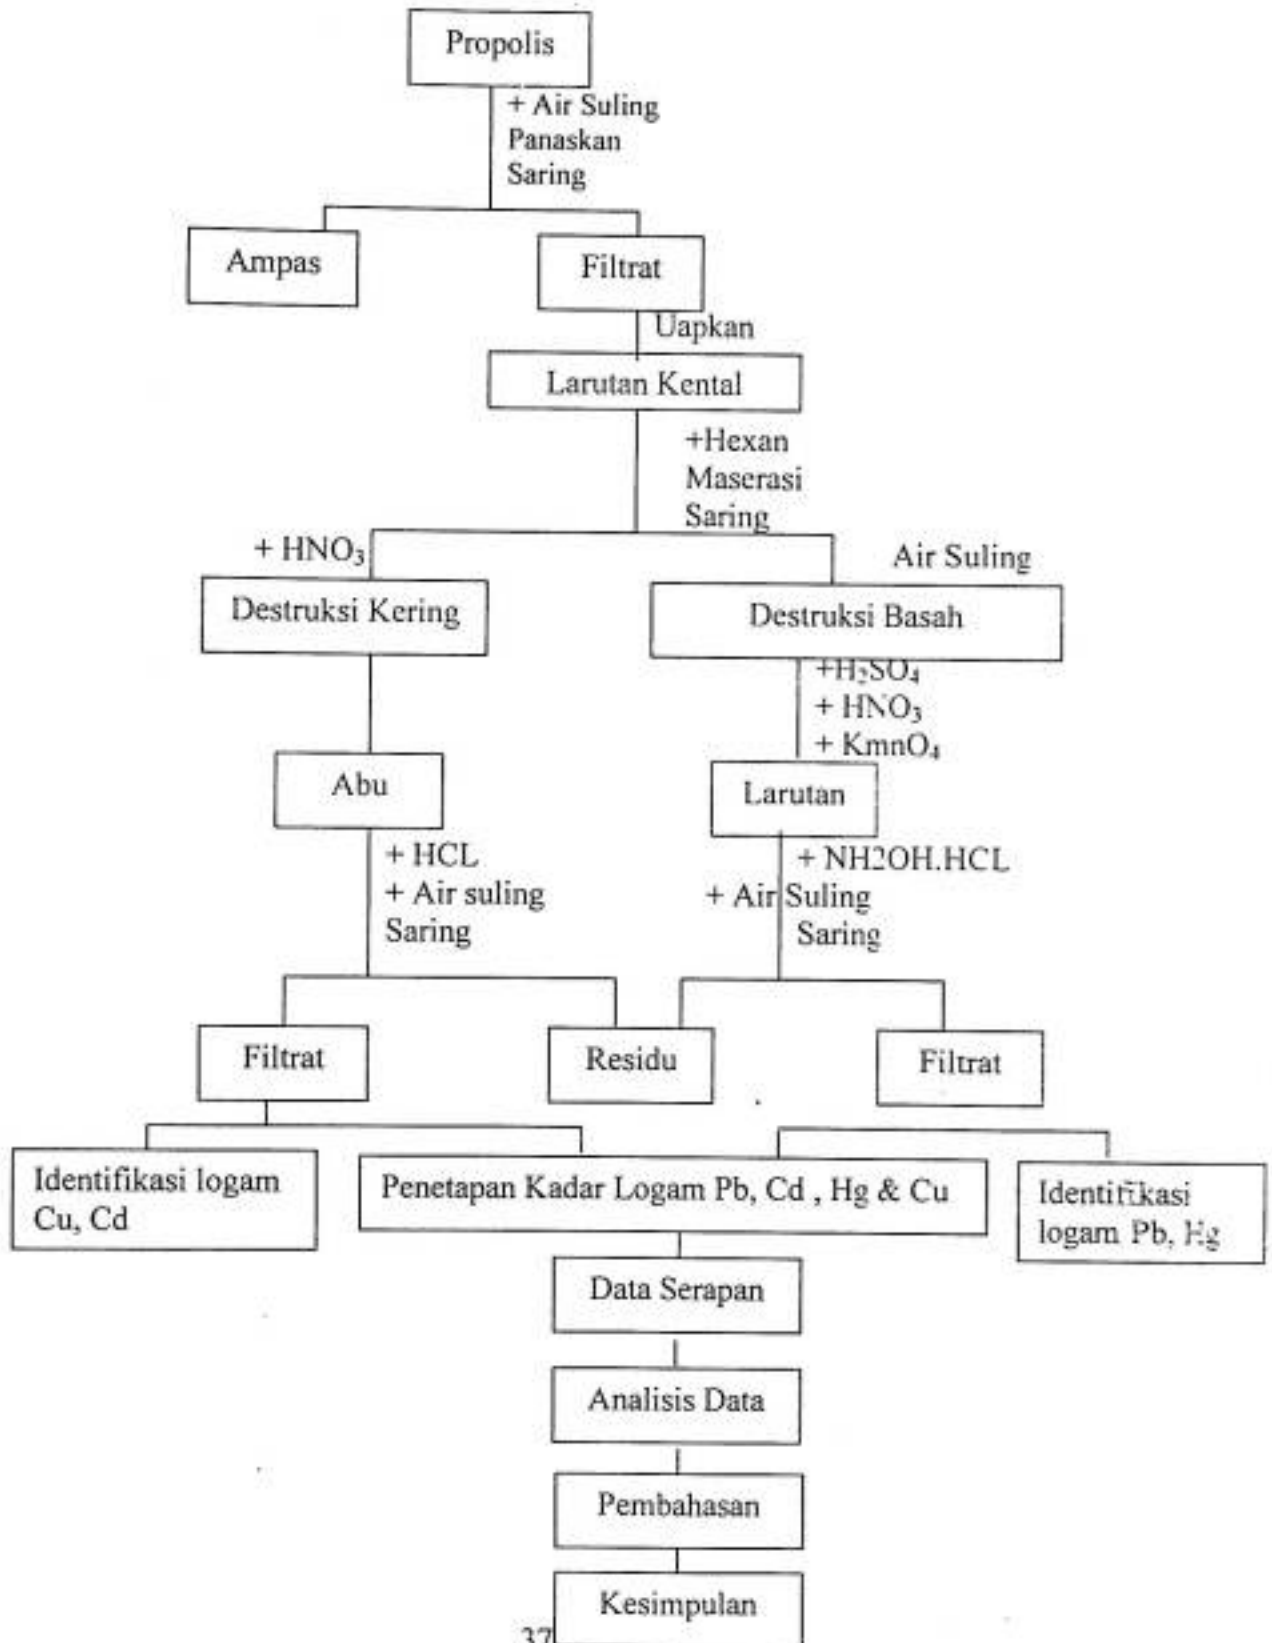 Propolis
+ Air Suling
Panaskan
Saring
Ampas
Filtrat
Uapkan
Larutan Kental
+Hexan
Maserasi
Saring
+ HNO₃
Air Suling
Destruksi Kering
Destruksi Basah
+H₂SO₄
+ HNO₃
+ KmnO₄
Abu
Larutan
+ HCL
+ Air suling
Saring
+ NH2OH.HCL
+ Air Suling
Saring
Filtrat
Residu
Filtrat
Identifikasi logam
Cu, Cd
Penetapan Kadar Logam Pb, Cd , Hg & Cu
Identifikasi
logam Pb, Hg
Data Serapan
Analisis Data
Pembahasan
Kesimpulan
37